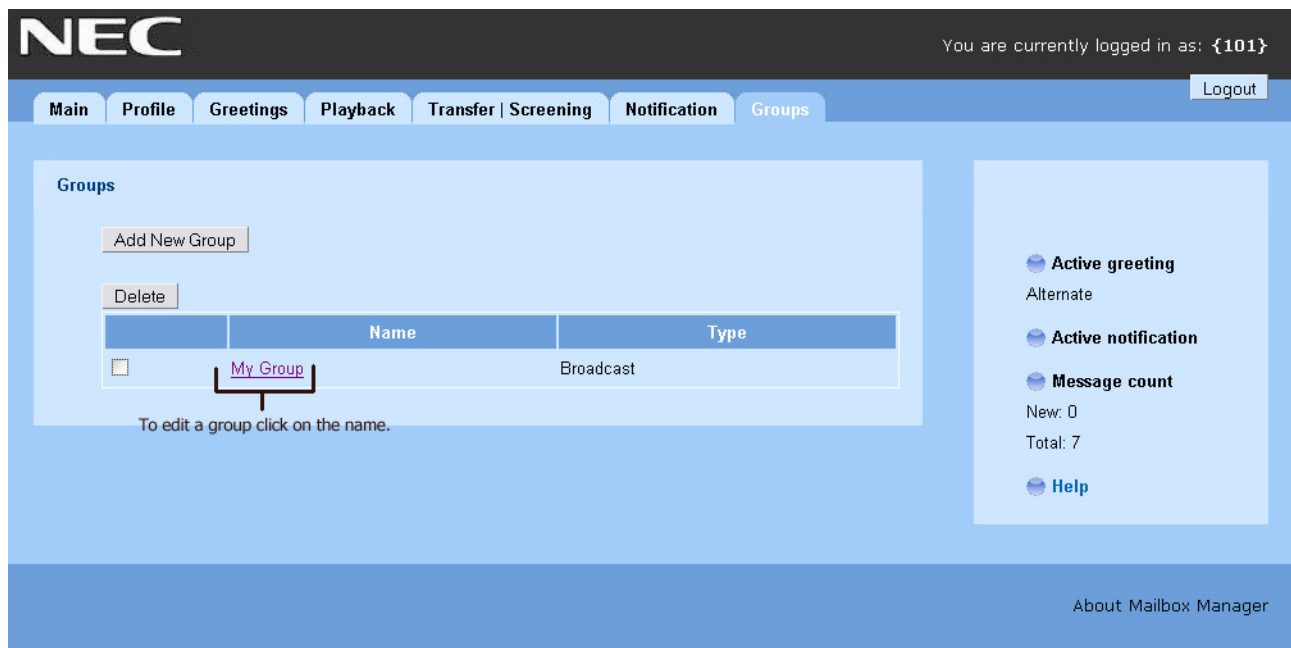 NEC
You are currently logged in as: {101}
Logout
Main Profile Greetings Playback Transfer | Screening Notification Groups
Groups
Add New Group
Delete
Name Type
My Group Broadcast
To edit a group click on the name.
Active greeting
Alternate
Active notification
Message count
New: 0
Total: 7
Help
About Mailbox Manager